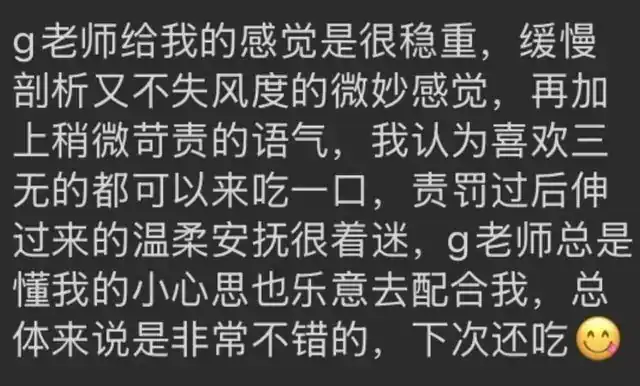 g老师给我的感觉是很稳重，缓慢
剖析又不失风度的微妙感觉，再加
上稍微苛责的语气，我认为喜欢三
无的都可以来吃一口，责罚过后伸
过来的温柔安抚很着迷，g老师总是
懂我的小心思也乐意去配合我，总
体来说是非常不错的，下次还吃😋